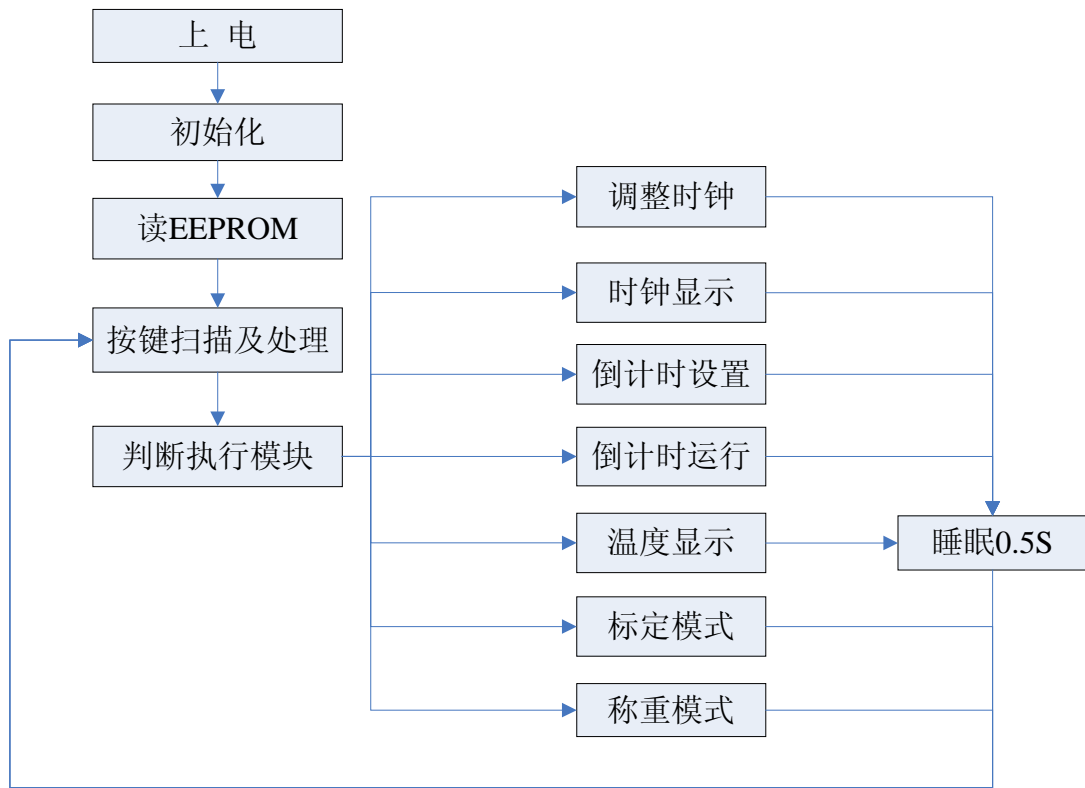 上 电
初始化
读EEPROM
按键扫描及处理
判断执行模块
调整时钟
时钟显示
倒计时设置
倒计时运行
温度显示
标定模式
称重模式
睡眠0.5S